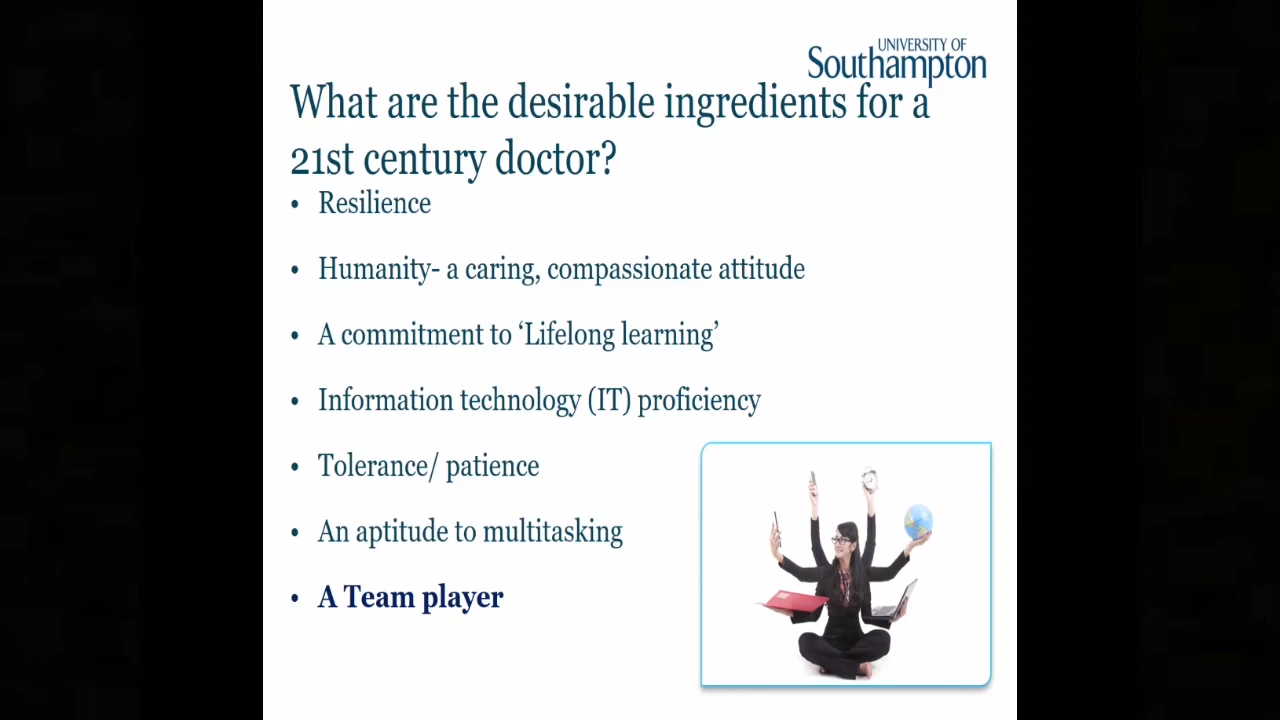 UNIVERSITY OF
Southampton
What are the desirable ingredients for a
21st century doctor?
• Resilience
• Humanity- a caring, compassionate attitude
• A commitment to ‘Lifelong learning’
• Information technology (IT) proficiency
• Tolerance/ patience
• An aptitude to multitasking
• A Team player